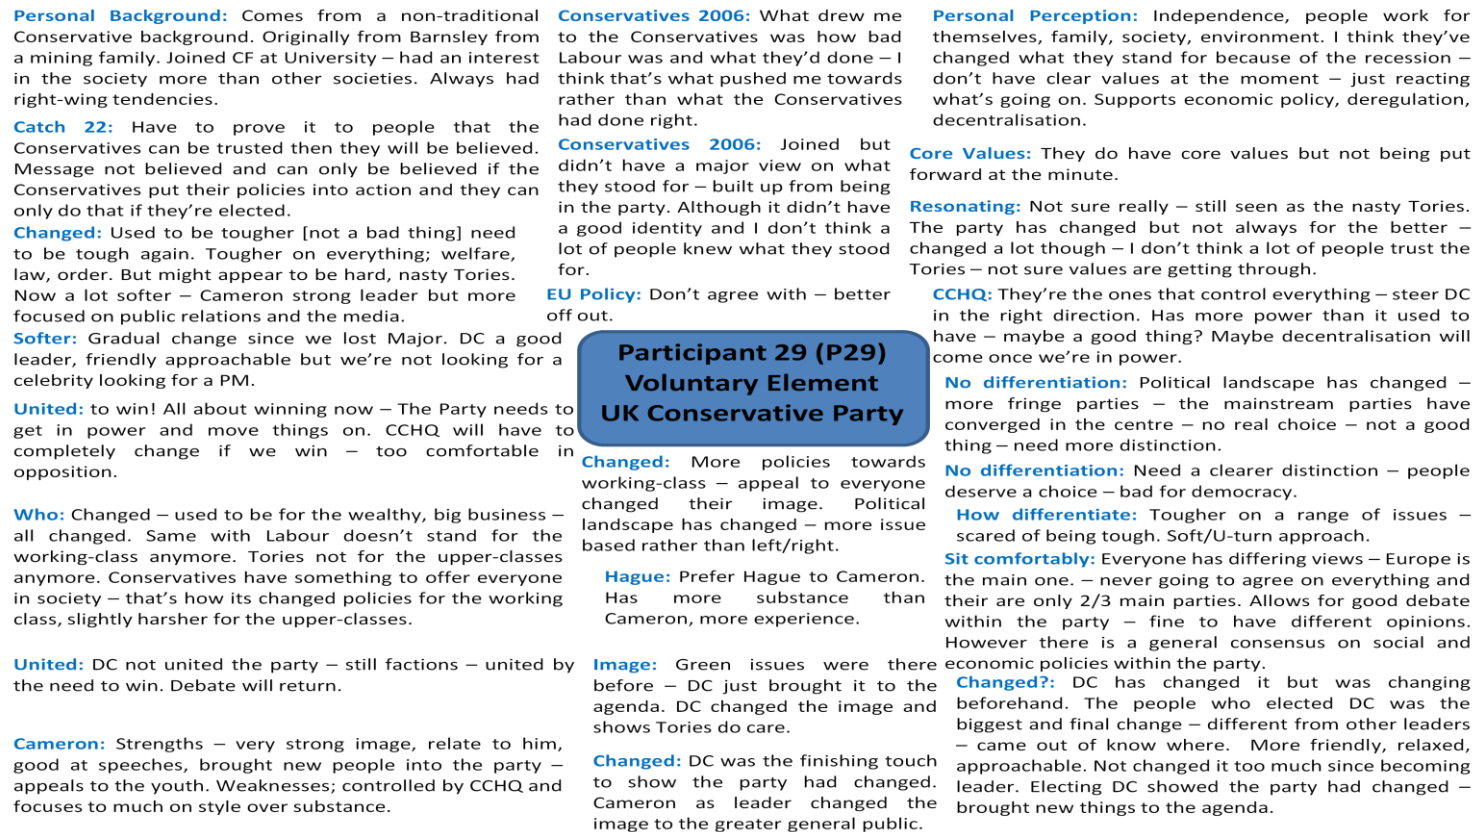 Personal Background: Comes from a non-traditional
Conservative background. Originally from Barnsley from
a mining family. Joined CF at University – had an interest
in the society more than other societies. Always had
right-wing tendencies.
Catch 22: Have to prove it to people that the
Conservatives can be trusted then they will be believed.
Message not believed and can only be believed if the
Conservatives put their policies into action and they can
only do that if they're elected.
Changed: Used to be tougher [not a bad thing] need
to be tough again. Tougher on everything; welfare,
law, order. But might appear to be hard, nasty Tories.
Now a lot softer – Cameron strong leader but more
focused on public relations and the media.
Softer: Gradual change since we lost Major. DC a good
leader, friendly approachable but we're not looking for a
celebrity looking for a PM.
United: to win! All about winning now – The Party needs to
get in power and move things on. CCHQ will have to
completely change if we win – too comfortable in
opposition.
Who: Changed – used to be for the wealthy, big business –
all changed. Same with Labour doesn't stand for the
working-class anymore. Tories not for the upper-classes
anymore. Conservatives have something to offer everyone
in society – that's how its changed policies for the working
class, slightly harsher for the upper-classes.
United: DC not united the party – still factions – united by
the need to win. Debate will return.
Cameron: Strengths – very strong image, relate to him,
good at speeches, brought new people into the party –
appeals to the youth. Weaknesses; controlled by CCHQ and
focuses to much on style over substance.
Conservatives 2006: What drew me
to the Conservatives was how bad
Labour was and what they'd done – I
think that's what pushed me towards
rather than what the Conservatives
had done right.
Conservatives 2006: Joined but
didn't have a major view on what
they stood for – built up from being
in the party. Although it didn't have
a good identity and I don't think a
lot of people knew what they stood
for.
EU Policy: Don't agree with – better
off out.
Participant 29 (P29)
Voluntary Element
UK Conservative Party
Changed: More policies towards
working-class – appeal to everyone
changed their image. Political
landscape has changed – more issue
based rather than left/right.
Hague: Prefer Hague to Cameron.
Has more substance than
Cameron, more experience.
Image: Green issues were there
before – DC just brought it to the
agenda. DC changed the image and
shows Tories do care.
Changed: DC was the finishing touch
to show the party had changed.
Cameron as leader changed the
image to the greater general public.
Personal Perception: Independence, people work for
themselves, family, society, environment. I think they've
changed what they stand for because of the recession –
don't have clear values at the moment – just reacting
what's going on. Supports economic policy, deregulation,
decentralisation.
Core Values: They do have core values but not being put
forward at the minute.
Resonating: Not sure really – still seen as the nasty Tories.
The party has changed but not always for the better –
changed a lot though – I don't think a lot of people trust the
Tories – not sure values are getting through.
CCHQ: They're the ones that control everything – steer DC
in the right direction. Has more power than it used to
have – maybe a good thing? Maybe decentralisation will
come once we're in power.
No differentiation: Political landscape has changed –
more fringe parties – the mainstream parties have
converged in the centre – no real choice – not a good
thing – need more distinction.
No differentiation: Need a clearer distinction – people
deserve a choice – bad for democracy.
How differentiate: Tougher on a range of issues –
scared of being tough. Soft/U-turn approach.
Sit comfortably: Everyone has differing views – Europe is
the main one. – never going to agree on everything and
their are only 2/3 main parties. Allows for good debate
within the party – fine to have different opinions.
However there is a general consensus on social and
economic policies within the party.
Changed?: DC has changed it but was changing
beforehand. The people who elected DC was the
biggest and final change – different from other leaders
– came out of know where. More friendly, relaxed,
approachable. Not changed it too much since becoming
leader. Electing DC showed the party had changed –
brought new things to the agenda.